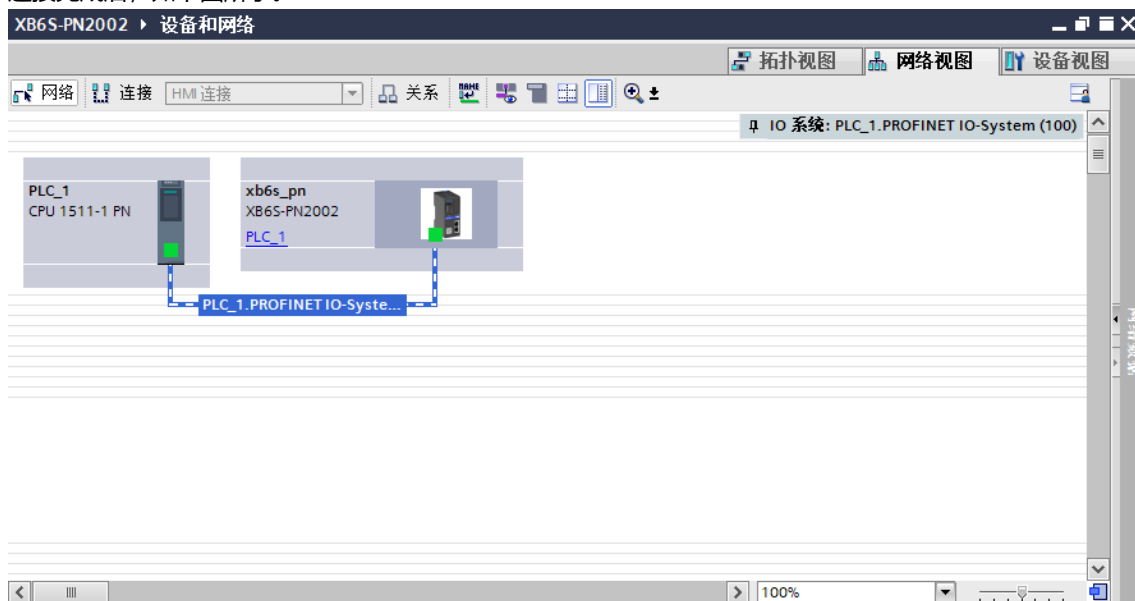 XB6S-PN2002 ▸ 设备和网络
拓扑视图 网络视图 设备视图
网络 连接 HMI 连接 关系
IO 系统: PLC_1.PROFINET IO-System (100)
PLC_1
CPU 1511-1 PN
xb6s_pn
XB6S-PN2002
PLC_1
PLC_1.PROFINET IO-Syste...
100%